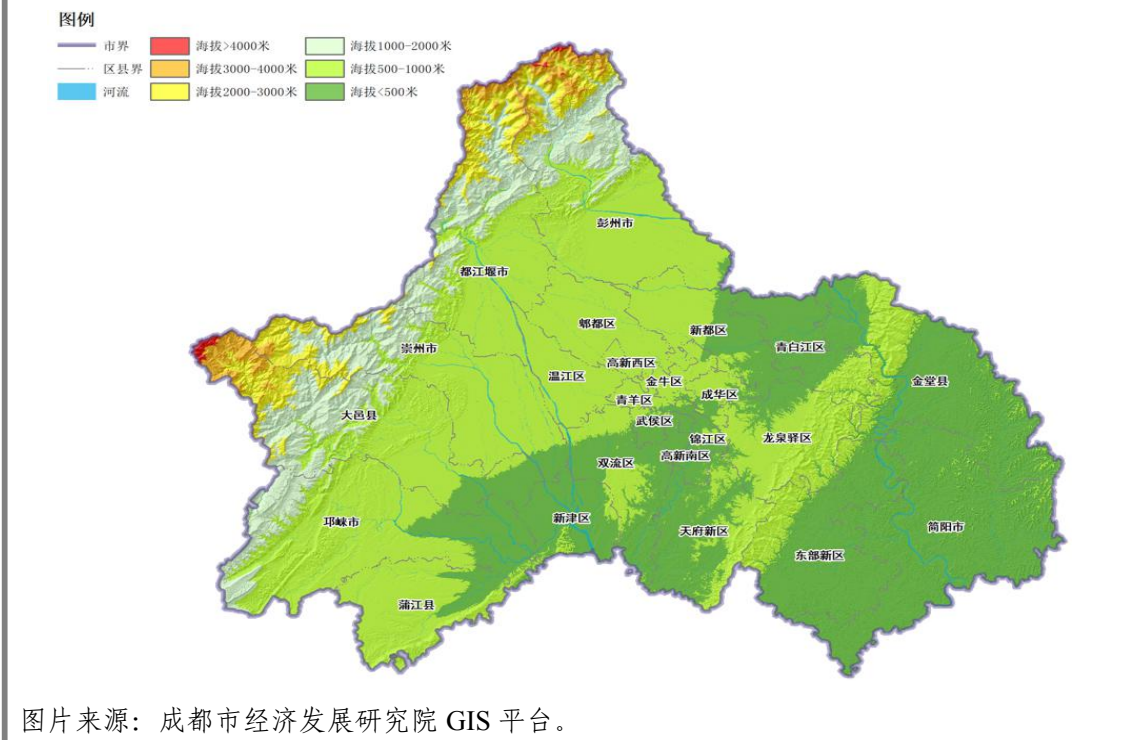 图例
市界 海拔>4000米 海拔1000-2000米
区县界 海拔3000-4000米 海拔500-1000米
河流 海拔2000-3000米 海拔<500米
彭州市
都江堰市
郫都区
新都区
青白江区
崇州市
高新西区
温江区
金牛区
金堂县
成华区
青羊区
大邑县
武侯区
锦江区
龙泉驿区
高新南区
双流区
新津区
邛崃市
天府新区
简阳市
东部新区
蒲江县
图片来源：成都市经济发展研究院 GIS 平台。